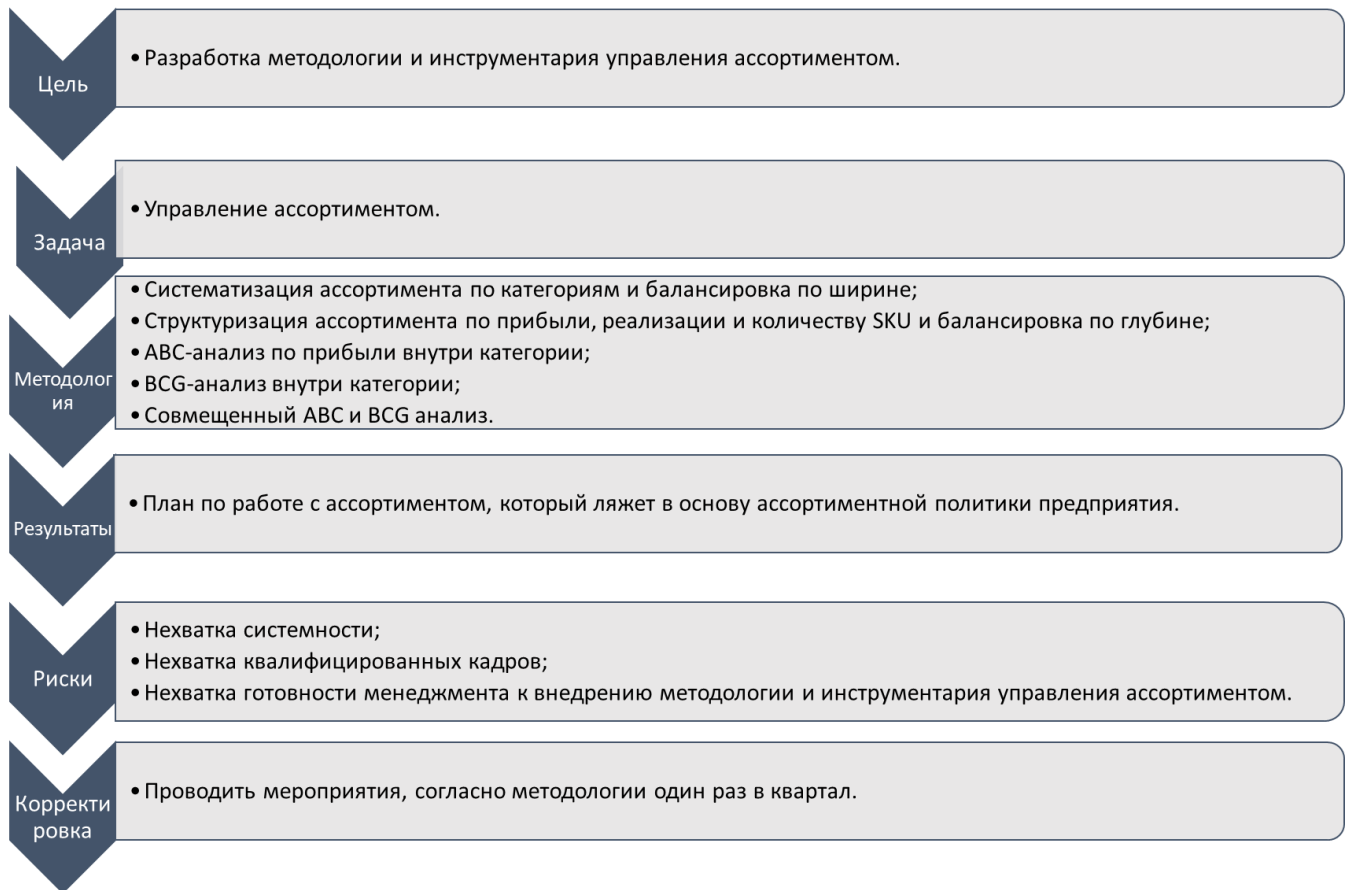 Цель
• Разработка методологии и инструментария управления ассортиментом.
Задача
• Управление ассортиментом.
Методолог
ия
• Систематизация ассортимента по категориям и балансировка по ширине;
• Структуризация ассортимента по прибыли, реализации и количеству SKU и балансировка по глубине;
• ABC-анализ по прибыли внутри категории;
• BCG-анализ внутри категории;
• Совмещенный ABC и BCG анализ.
Результаты
• План по работе с ассортиментом, который ляжет в основу ассортиментной политики предприятия.
Риски
• Нехватка системности;
• Нехватка квалифицированных кадров;
• Нехватка готовности менеджмента к внедрению методологии и инструментария управления ассортиментом.
Корректи
ровка
• Проводить мероприятия, согласно методологии один раз в квартал.